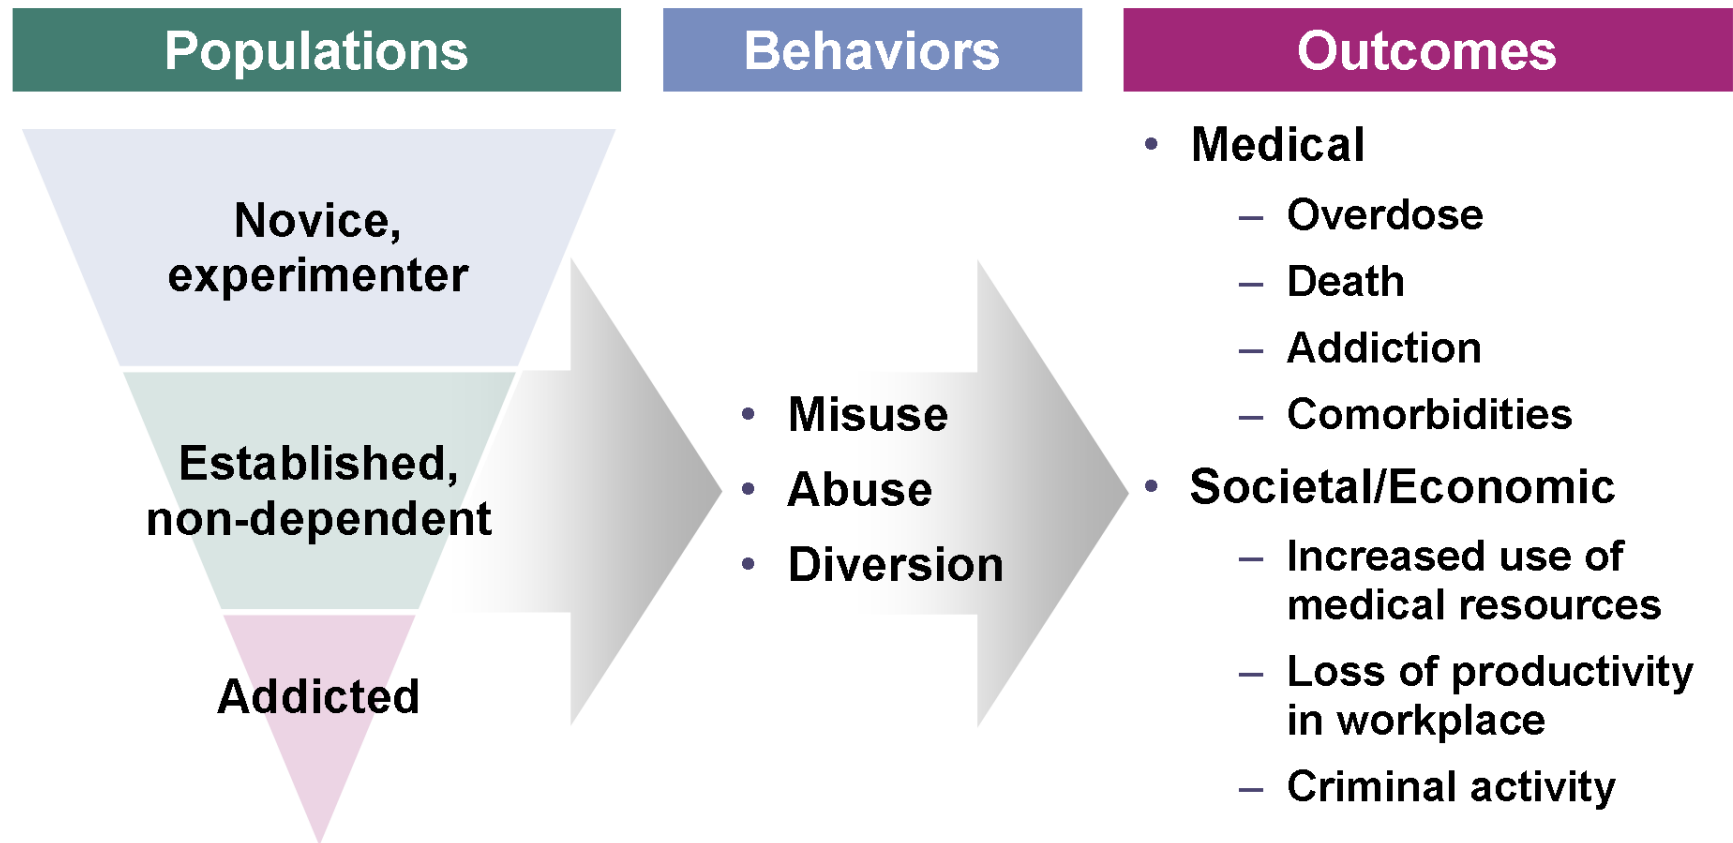 Populations
Novice,
experimenter
Established,
non-dependent
Addicted
Behaviors
• Misuse
• Abuse
• Diversion
Outcomes
• Medical
– Overdose
– Death
– Addiction
– Comorbidities
• Societal/Economic
– Increased use of
medical resources
– Loss of productivity
in workplace
– Criminal activity